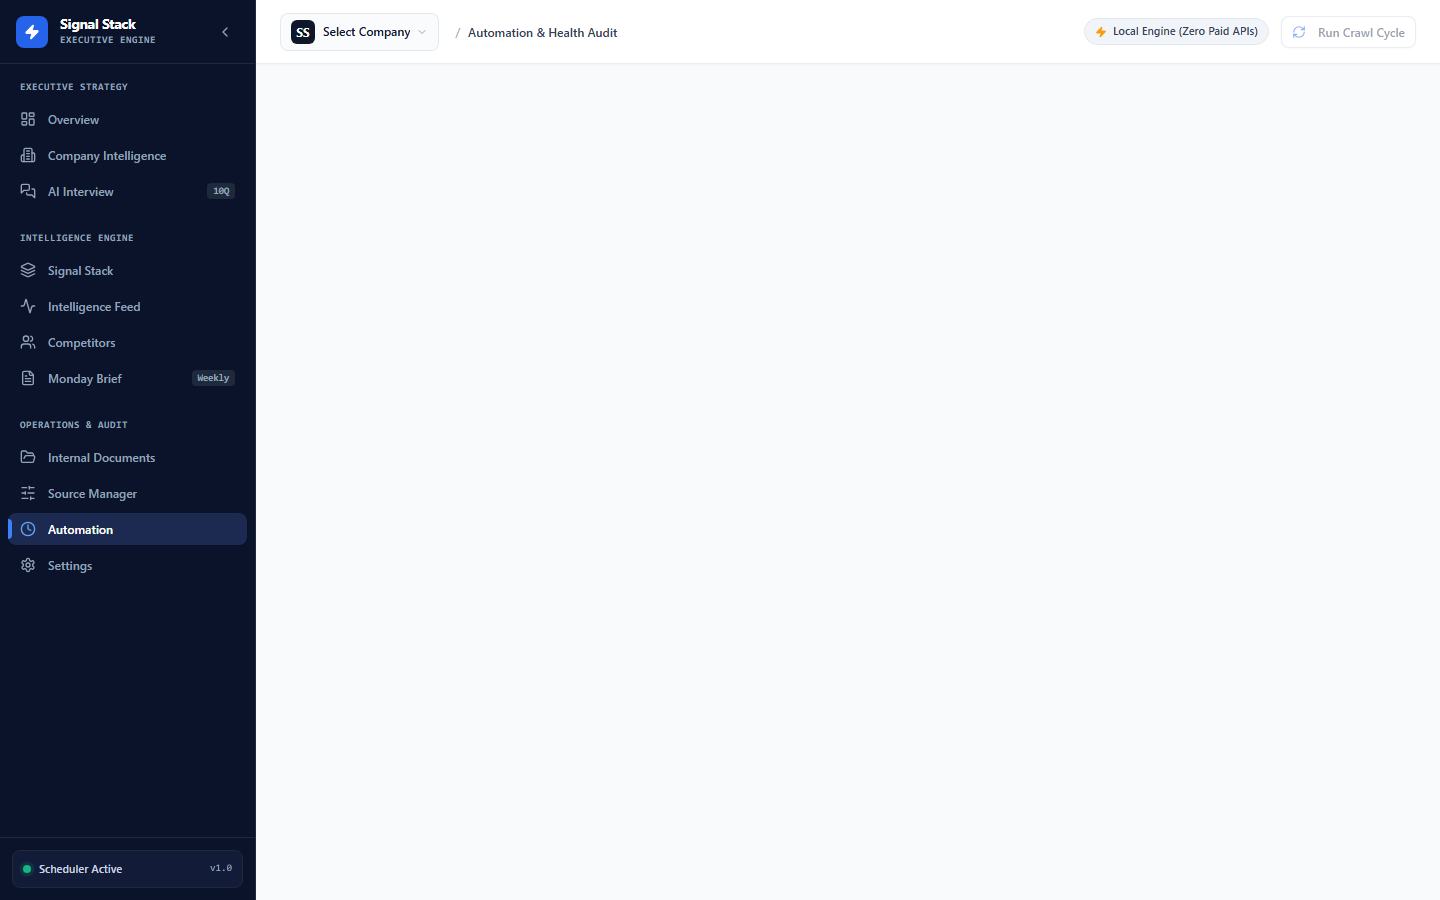 Signal Stack
EXECUTIVE ENGINE
EXECUTIVE STRATEGY
Overview
Company Intelligence
AI Interview 10Q
INTELLIGENCE ENGINE
Signal Stack
Intelligence Feed
Competitors
Monday Brief Weekly
OPERATIONS & AUDIT
Internal Documents
Source Manager
Automation
Settings
Scheduler Active v1.0
SS Select Company / Automation & Health Audit Local Engine (Zero Paid APIs) Run Crawl Cycle